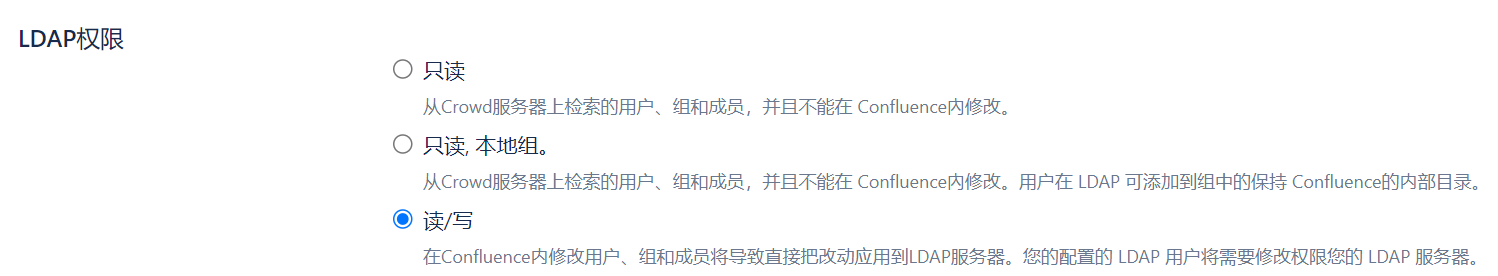 LDAP权限
只读
从Crowd服务器上检索的用户、组和成员，并且不能在 Confluence内修改。
只读, 本地组。
从Crowd服务器上检索的用户、组和成员，并且不能在 Confluence内修改。用户在 LDAP 可添加到组中的保持 Confluence的内部目录。
读/写
在Confluence内修改用户、组和成员将导致直接把改动应用到LDAP服务器。您的配置的 LDAP 用户将需要修改权限您的 LDAP 服务器。